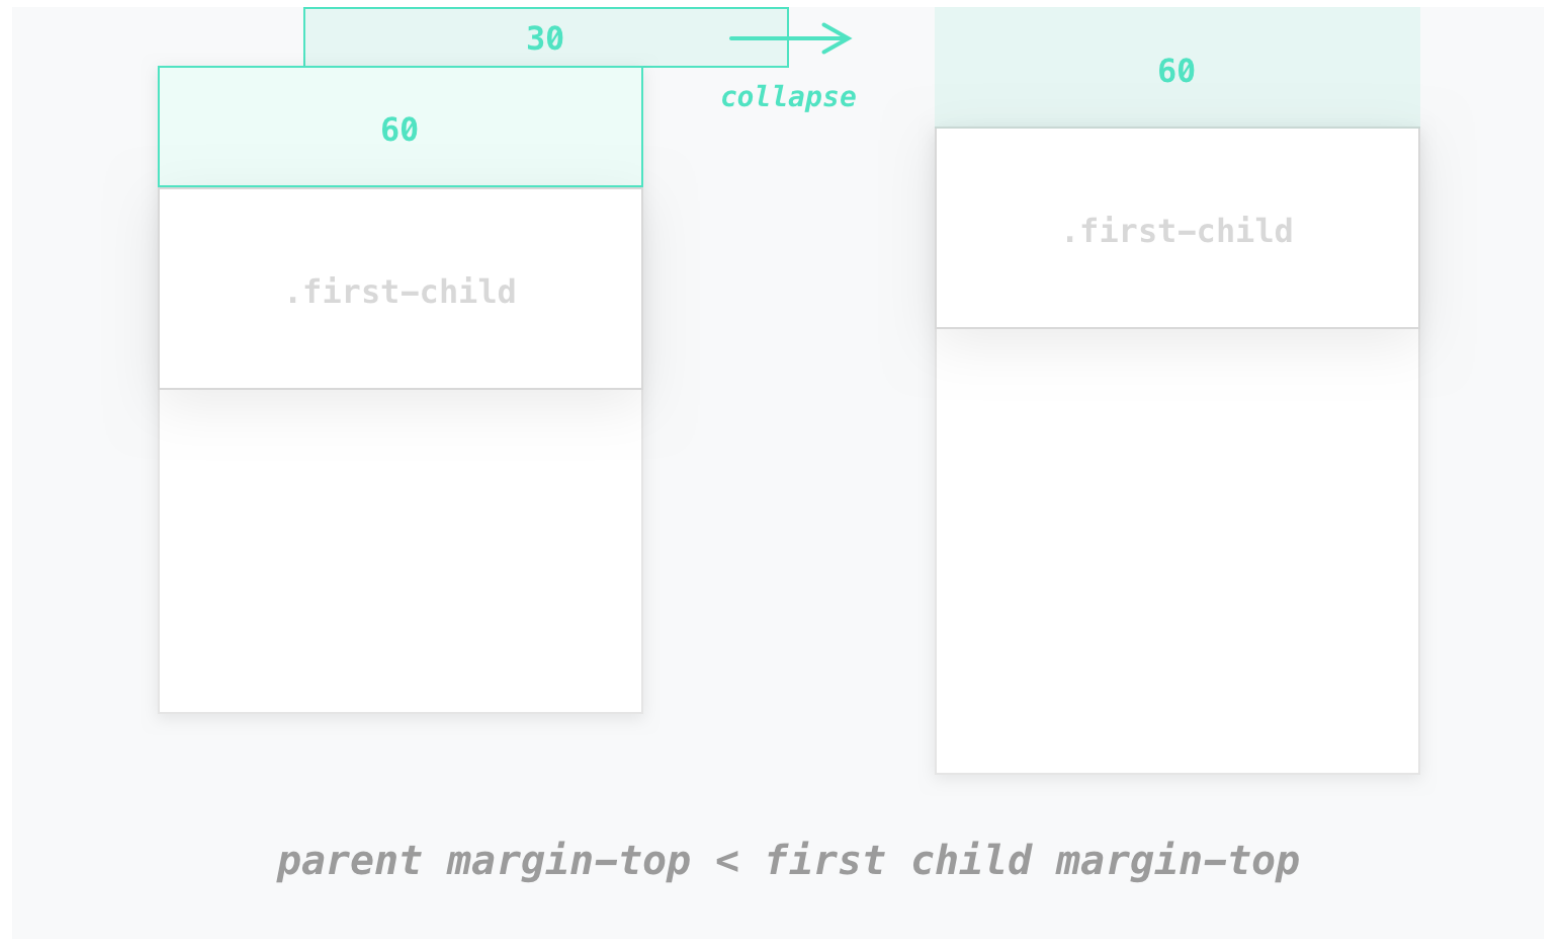 30
60
collapse
60
.first-child
.first-child
parent margin-top < first child margin-top